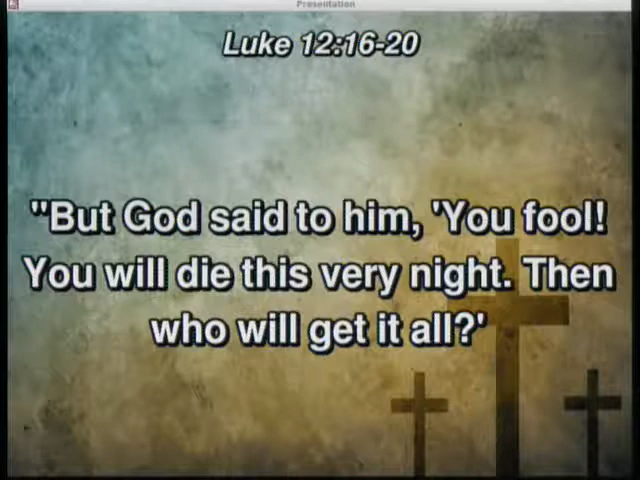 Presentation
Luke 12:16-20
"But God said to him, 'You fool!
You will die this very night. Then
who will get it all?'